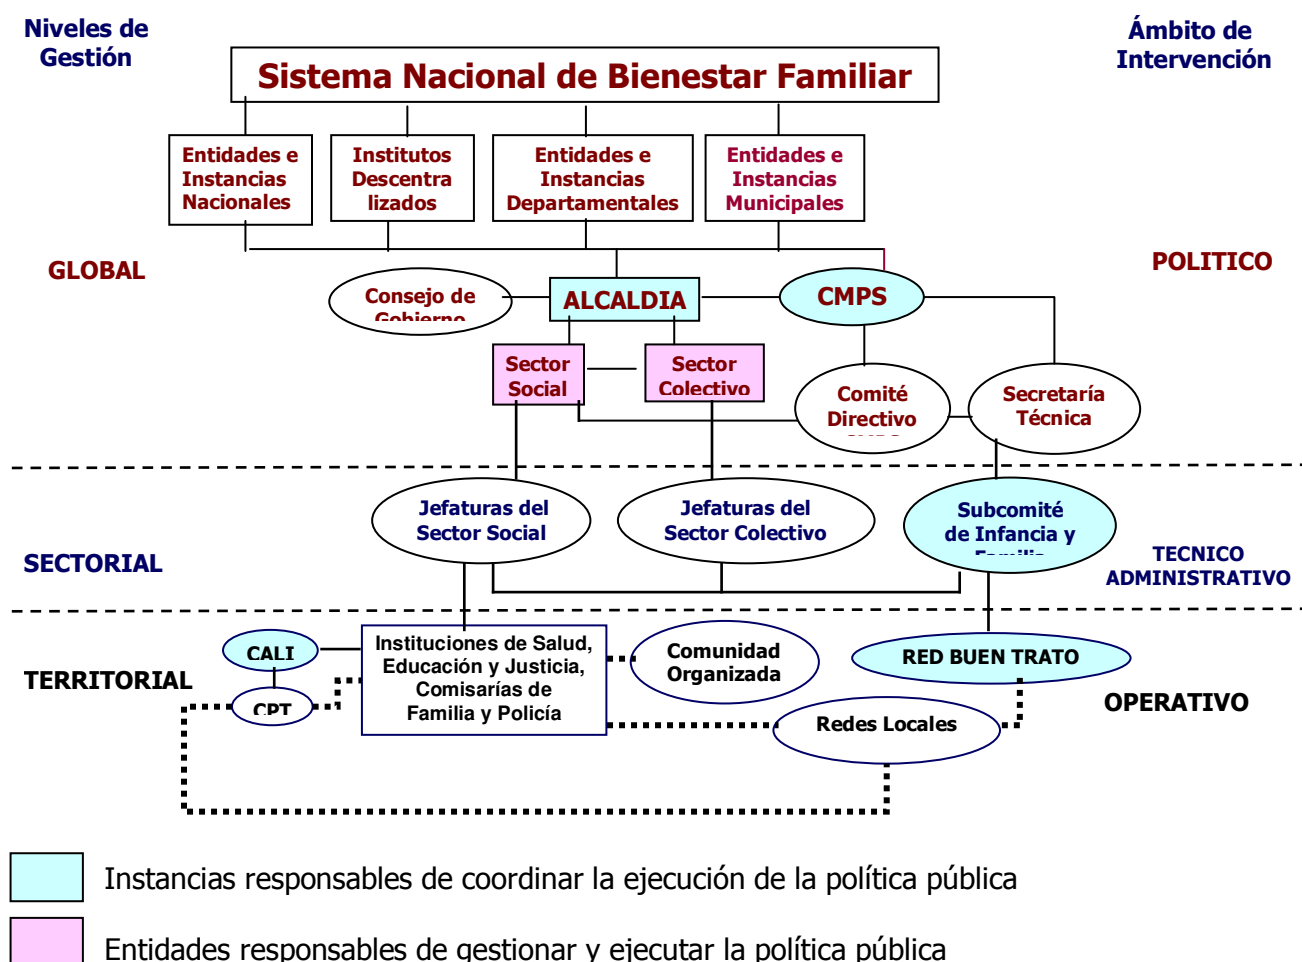 Niveles de
Gestión
Ámbito de
Intervención
Sistema Nacional de Bienestar Familiar
Entidades e
Instancias
Nacionales
Institutos
Descentra
lizados
Entidades e
Instancias
Departamentales
Entidades e
Instancias
Municipales
GLOBAL
POLITICO
Consejo de
Gobierno
ALCALDIA
CMPS
Sector
Social
Sector
Colectivo
Comité
Directivo
Secretaría
Técnica
Jefaturas del
Sector Social
Jefaturas del
Sector Colectivo
Subcomité
de Infancia y
Familia
SECTORIAL
TECNICO
ADMINISTRATIVO
CALI
CPT
Instituciones de Salud,
Educación y Justicia,
Comisarías de
Familia y Policía
Comunidad
Organizada
RED BUEN TRATO
TERRITORIAL
OPERATIVO
Redes Locales
Instancias responsables de coordinar la ejecución de la política pública
Entidades responsables de gestionar y ejecutar la política pública